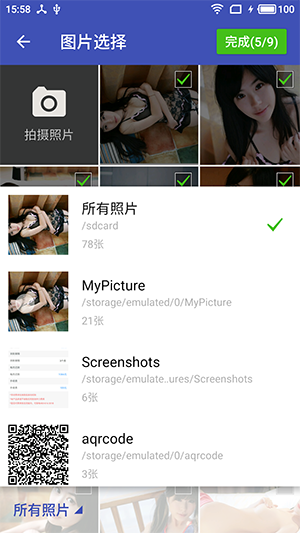 15:58
100
图片选择
完成(5/9)
拍摄照片
所有照片
/sdcard
78张
MyPicture
/storage/emulated/0/MyPicture
21张
Screenshots
/storage/emulate..ures/Screenshots
6张
aqrcode
/storage/emulated/0/aqrcode
3张
所有照片